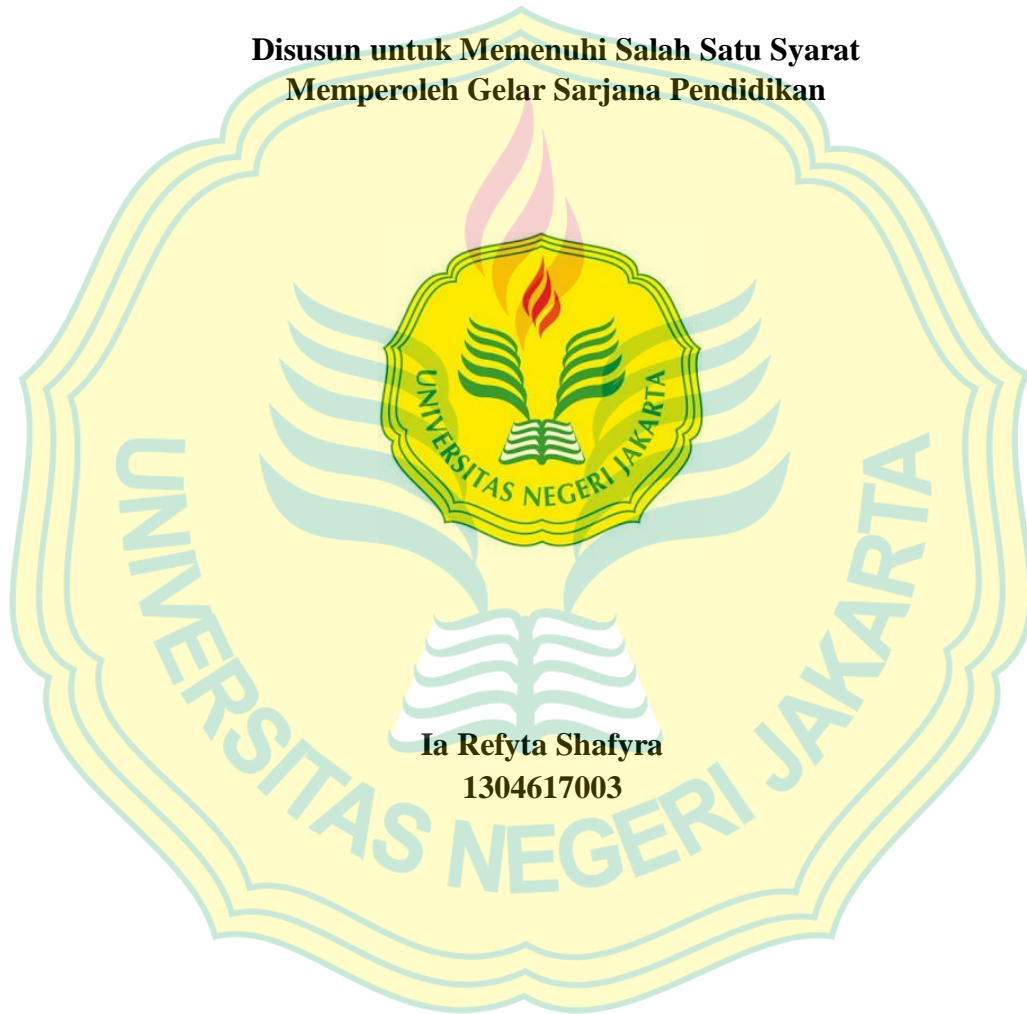 Disusun untuk Memenuhi Salah Satu Syarat
Memperoleh Gelar Sarjana Pendidikan
UNIVERSITAS NEGERI JAKARTA
Ia Refyta Shafyra
1304617003
UNIVERSITAS NEGERI JAKARTA